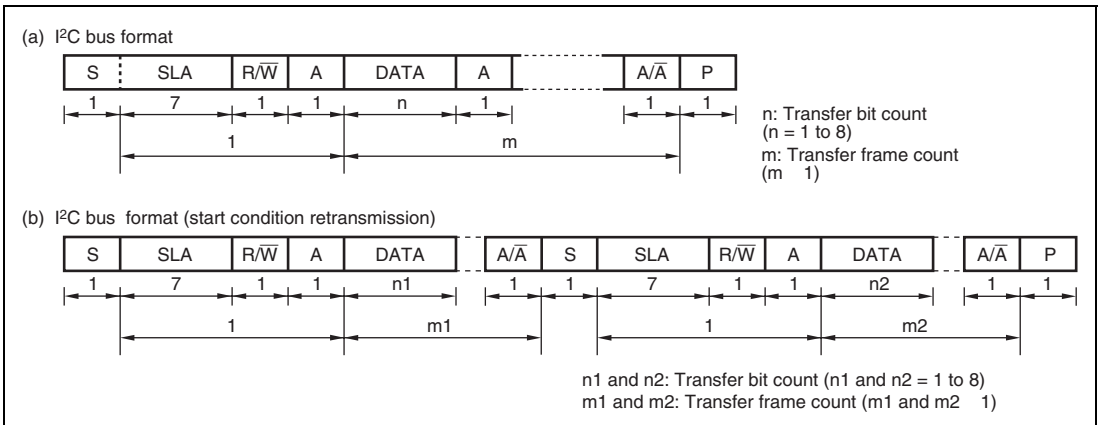 (a) I²C bus format
S SLA R/W̅ A DATA A A/A̅ P
1 7 1 1 n 1 1 1
1 m
n: Transfer bit count
(n = 1 to 8)
m: Transfer frame count
(m 1)
(b) I²C bus format (start condition retransmission)
S SLA R/W̅ A DATA A/A̅ S SLA R/W̅ A DATA A/A̅ P
1 7 1 1 n1 1 1 7 1 1 n2 1 1
1 m1 1 m2
n1 and n2: Transfer bit count (n1 and n2 = 1 to 8)
m1 and m2: Transfer frame count (m1 and m2 1)